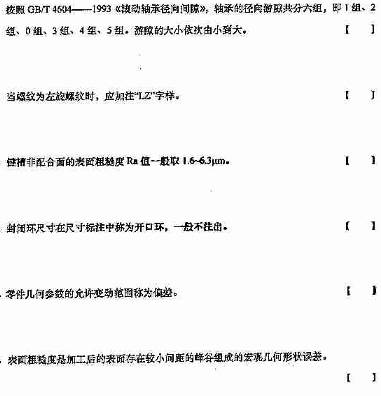 按照 GB/T 4604——1993《滚动轴承径向间隙》，轴承的径向游隙共分六组，即 1 组、2
组、0 组、3 组、4 组、5 组。游隙的大小依次由小到大。 【 】
当螺纹为左旋螺纹时，应加注“LZ”字样。 【 】
键槽非配合面的表面粗糙度 Ra 值一般取 1.6~6.3μm。 【 】
封闭环尺寸在尺寸标注中称为开口环，一般不注出。 【 】
零件几何参数的允许变动范围称为偏差。 【 】
表面粗糙度是加工后的表面存在较小间距的峰谷组成的宏观几何形状误差。
【 】